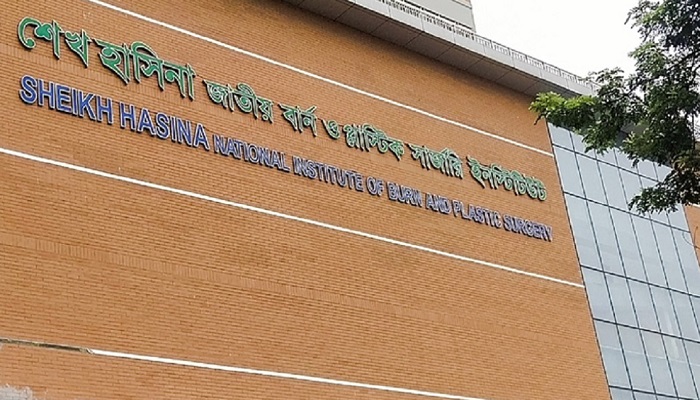 শেখ হাসিনা জাতীয় বার্ন ও প্লাস্টিক সার্জারি ইনস্টিটিউট
SHEIKH HASINA NATIONAL INSTITUTE OF BURN AND PLASTIC SURGERY